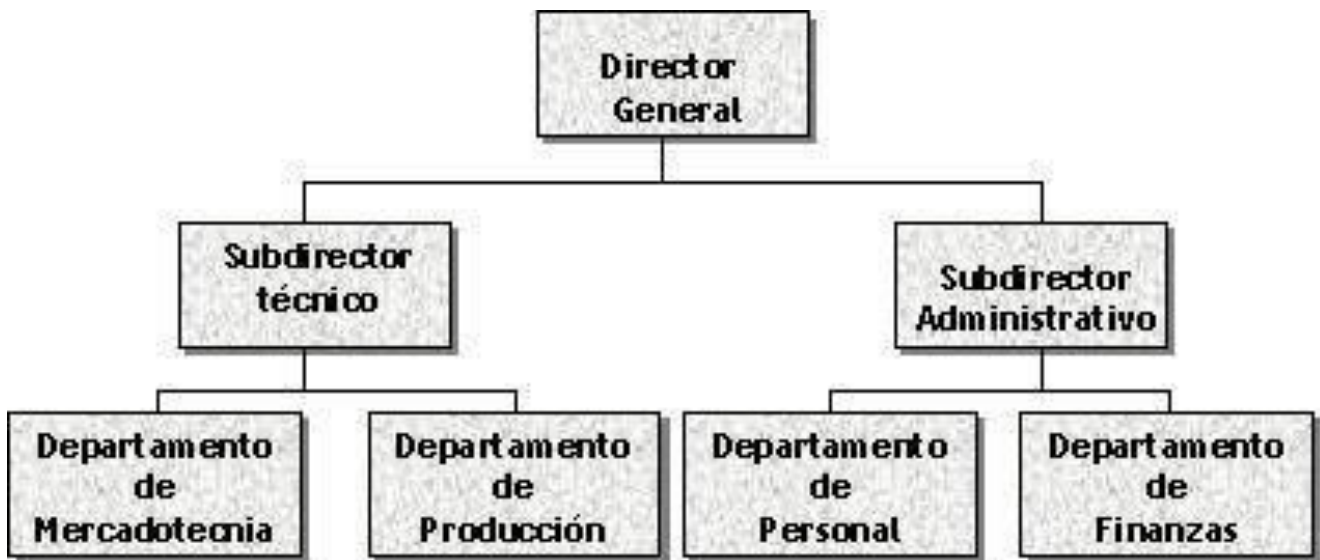 Director
General
Subdirector
técnico
Subdirector
Administrativo
Departamento
de
Mercadotecnia
Departamento
de
Producción
Departamento
de
Personal
Departamento
de
Finanzas